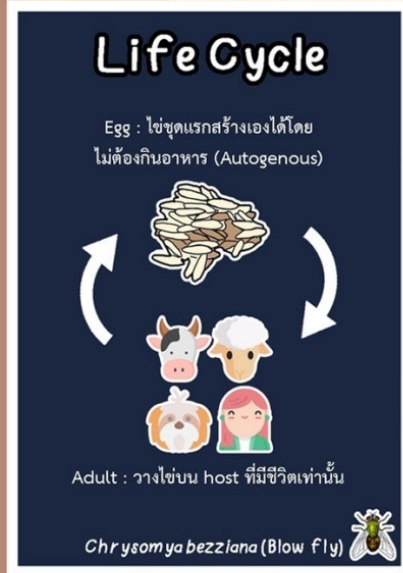 Life Cycle
Egg : ไข่ชุดแรกสร้างเองได้โดย
ไม่ต้องกินอาหาร (Autogenous)
Adult : วางไข่บน host ที่มีชีวิตเท่านั้น
Chrysomya bezziana (Blow fly)